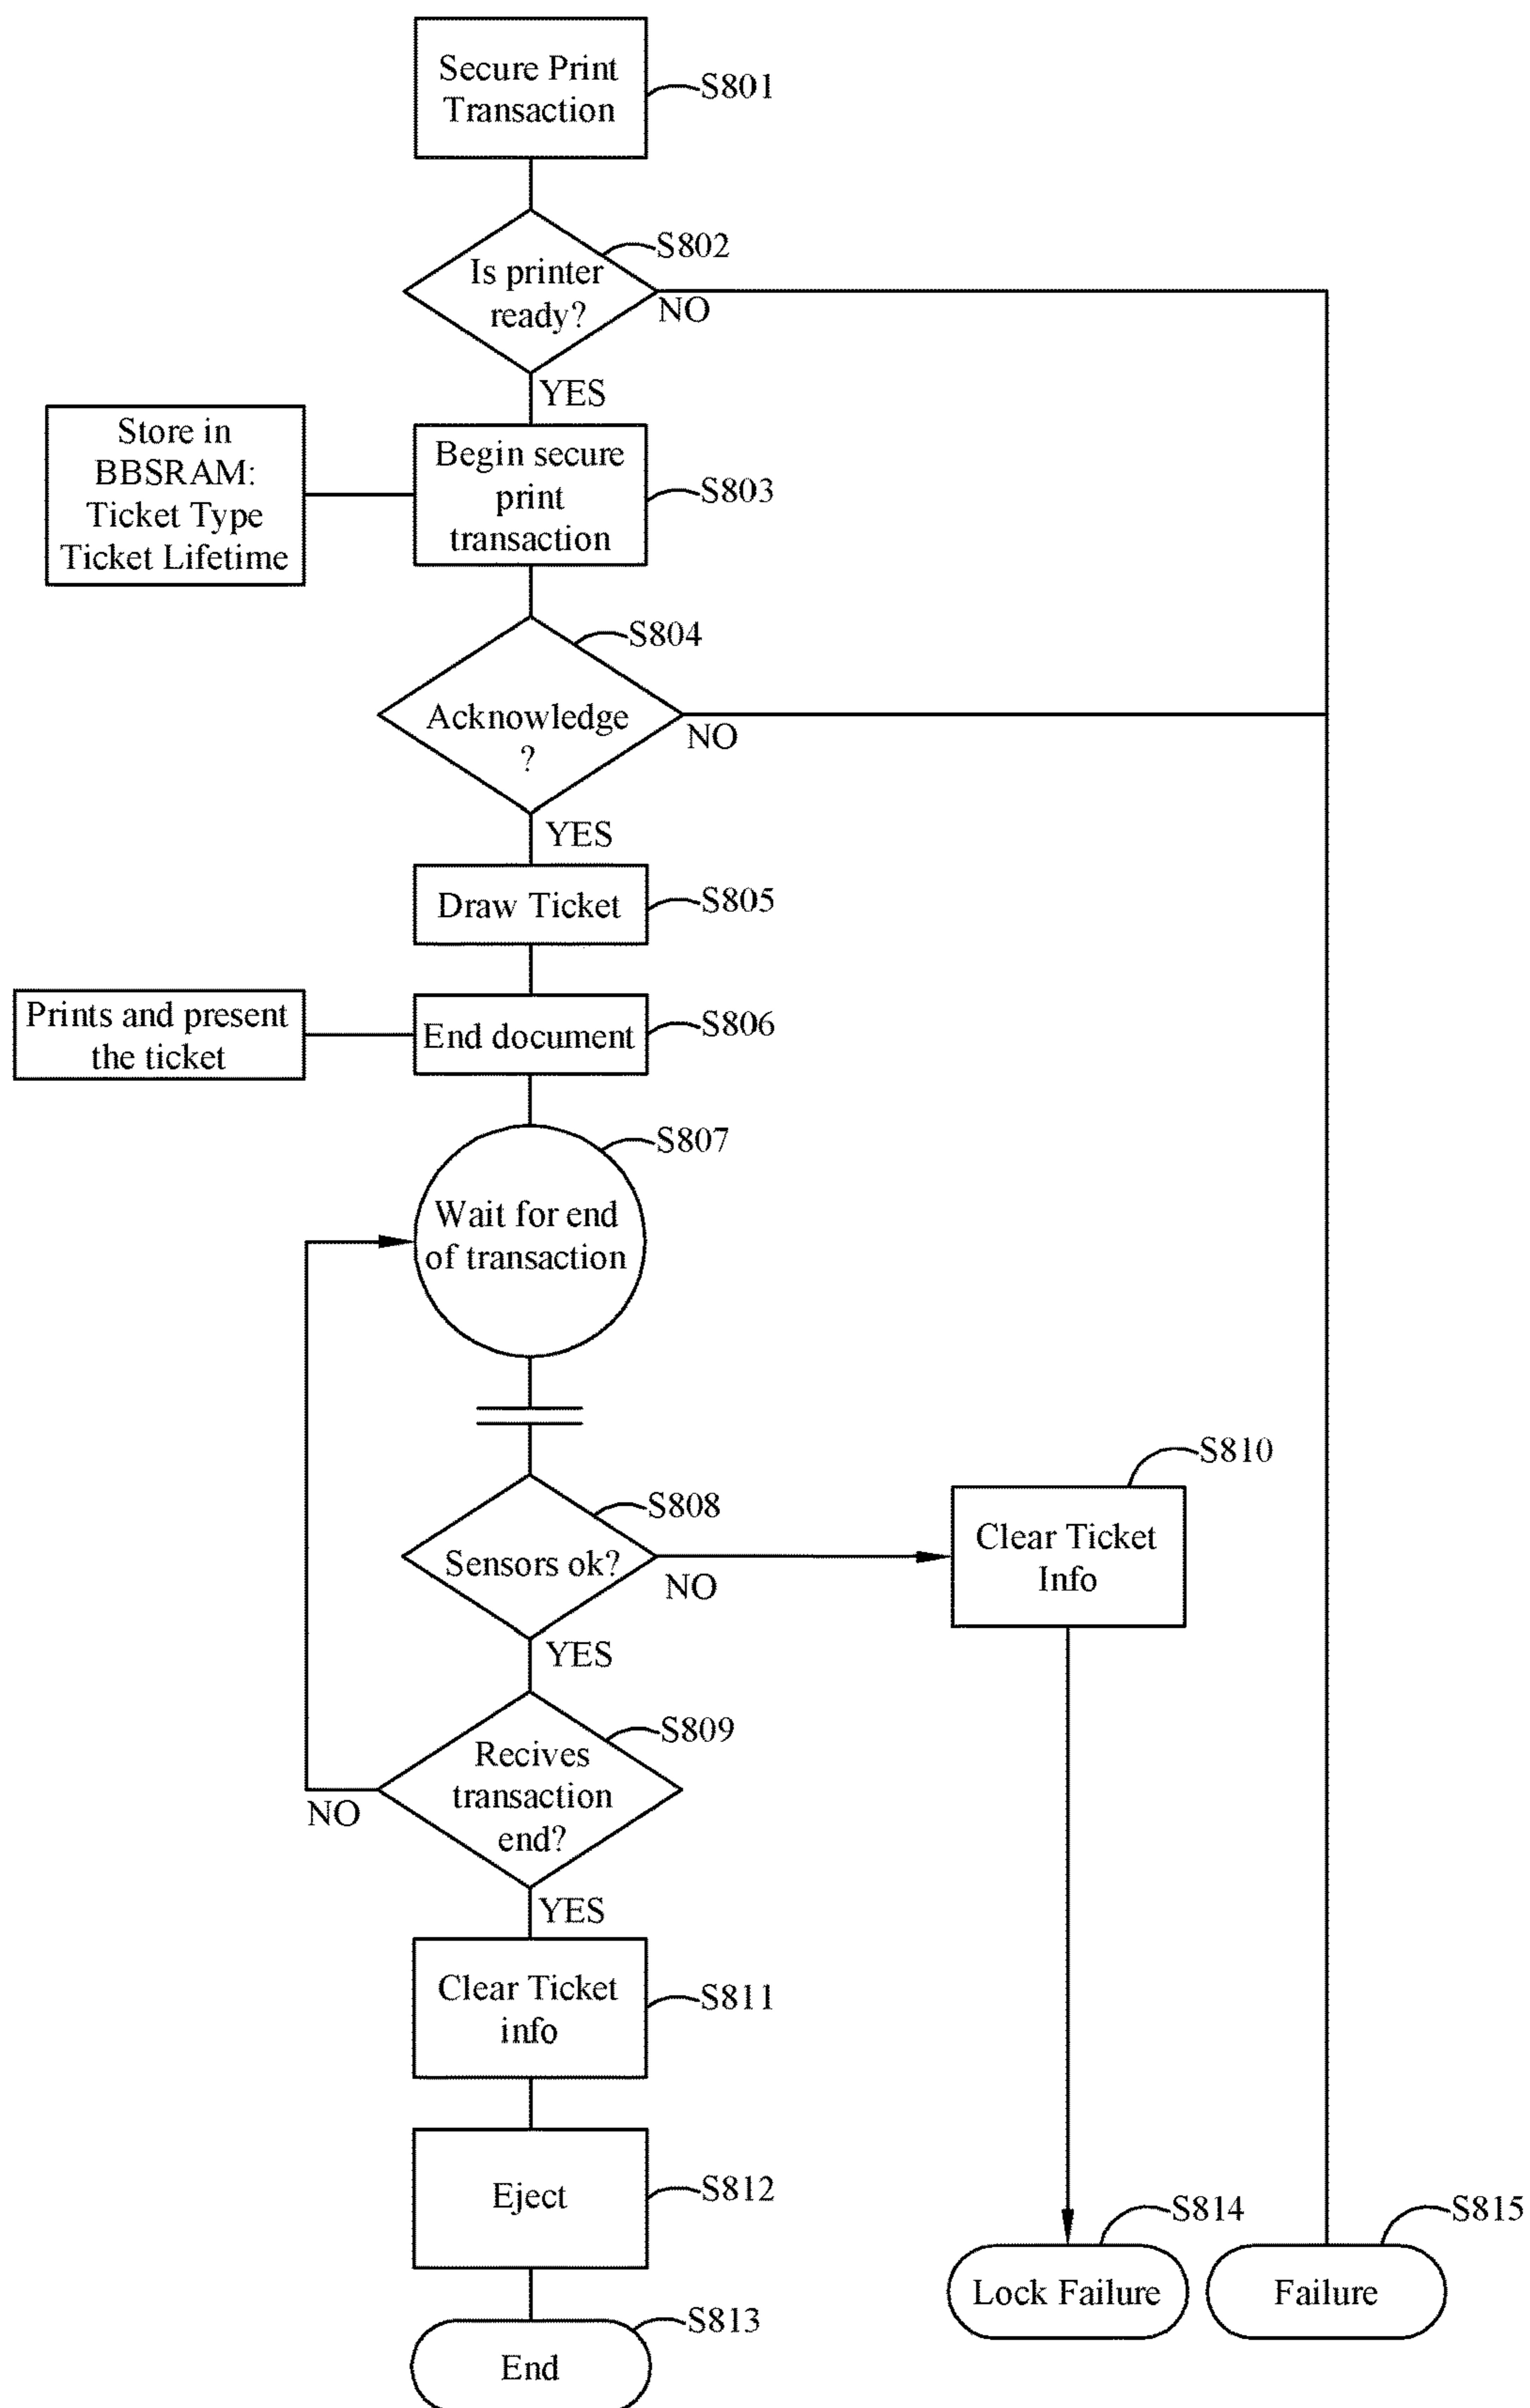 Secure Print
Transaction
S801
S802
Is printer
ready?
NO
YES
Store in
BBSRAM:
Ticket Type
Ticket Lifetime
Begin secure
print
transaction
S803
S804
Acknowledge
?
NO
YES
Draw Ticket
S805
Prints and present
the ticket
End document
S806
S807
Wait for end
of transaction
S808
Sensors ok?
NO
YES
S810
Clear Ticket
Info
S809
Recives
transaction
end?
NO
YES
Clear Ticket
info
S811
Eject
S812
S813
End
S814
Lock Failure
S815
Failure